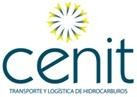 cenit
TRANSPORTE Y LOGÍSTICA DE HIDROCARBUROS